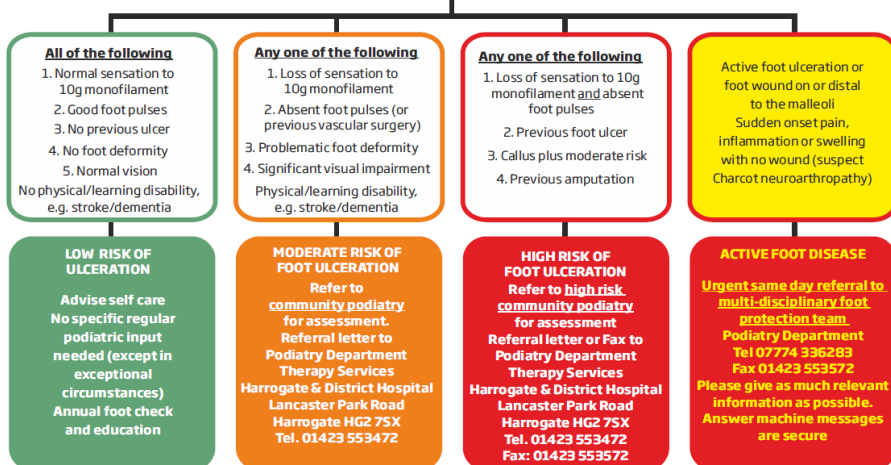 All of the following
1. Normal sensation to
10g monofilament
2. Good foot pulses
3. No previous ulcer
4. No foot deformity
5. Normal vision
No physical/learning disability,
e.g. stroke/dementia
Any one of the following
1. Loss of sensation to
10g monofilament
2. Absent foot pulses (or
previous vascular surgery)
3. Problematic foot deformity
4. Significant visual impairment
Physical/learning disability,
e.g. stroke/dementia
Any one of the following
1. Loss of sensation to 10g
monofilament and absent
foot pulses
2. Previous foot ulcer
3. Callus plus moderate risk
4. Previous amputation
Active foot ulceration or
foot wound on or distal
to the malleoli
Sudden onset pain,
inflammation or swelling
with no wound (suspect
Charcot neuroarthropathy)
LOW RISK OF
ULCERATION
Advise self care
No specific regular
podiatric input
needed (except in
exceptional
circumstances)
Annual foot check
and education
MODERATE RISK OF
FOOT ULCERATION
Refer to
community podiatry
for assessment.
Referral letter to
Podiatry Department
Therapy Services
Harrogate & District Hospital
Lancaster Park Road
Harrogate HG2 7SX
Tel. 01423 553472
HIGH RISK OF
FOOT ULCERATION
Refer to high risk
community podiatry
for assessment
Referral letter or Fax to
Podiatry Department
Therapy Services
Harrogate & District Hospital
Lancaster Park Road
Harrogate HG2 7SX
Tel. 01423 553472
Fax: 01423 553572
ACTIVE FOOT DISEASE
Urgent same day referral to
multi-disciplinary foot
protection team
Podiatry Department
Tel 07774 336283
Fax 01423 553572
Please give as much relevant
information as possible.
Answer machine messages
are secure